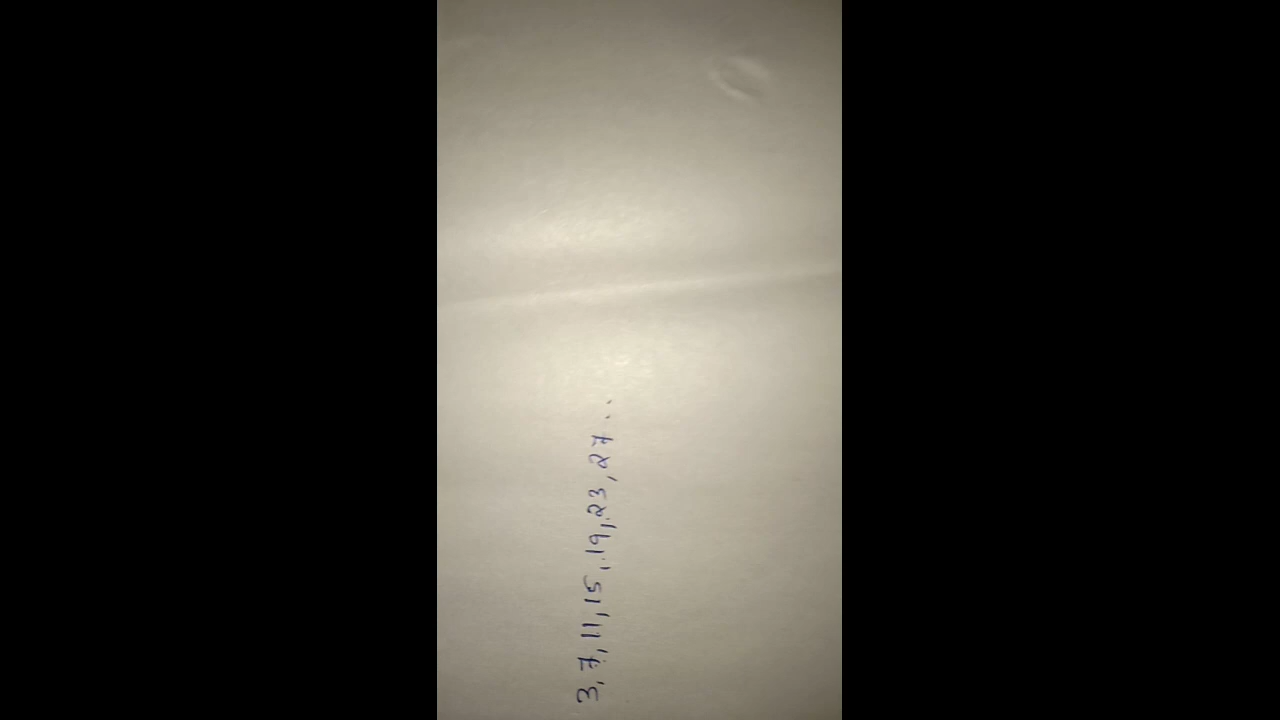 3, 7, 11, 15, 19, 23, 27 ..